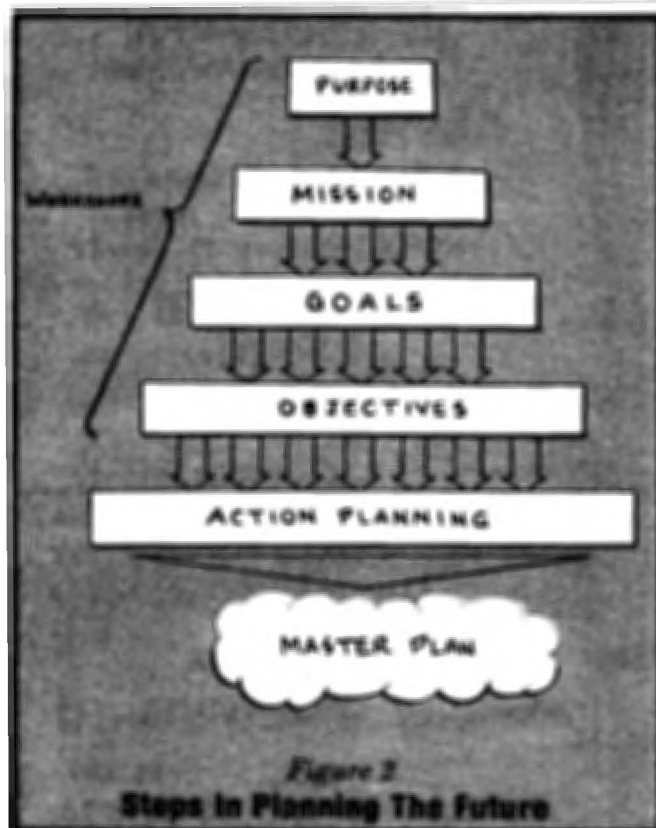 PURPOSE
MISSION
GOALS
OBJECTIVES
ACTION PLANNING
MASTER PLAN
Figure 2
Steps In Planning The Future